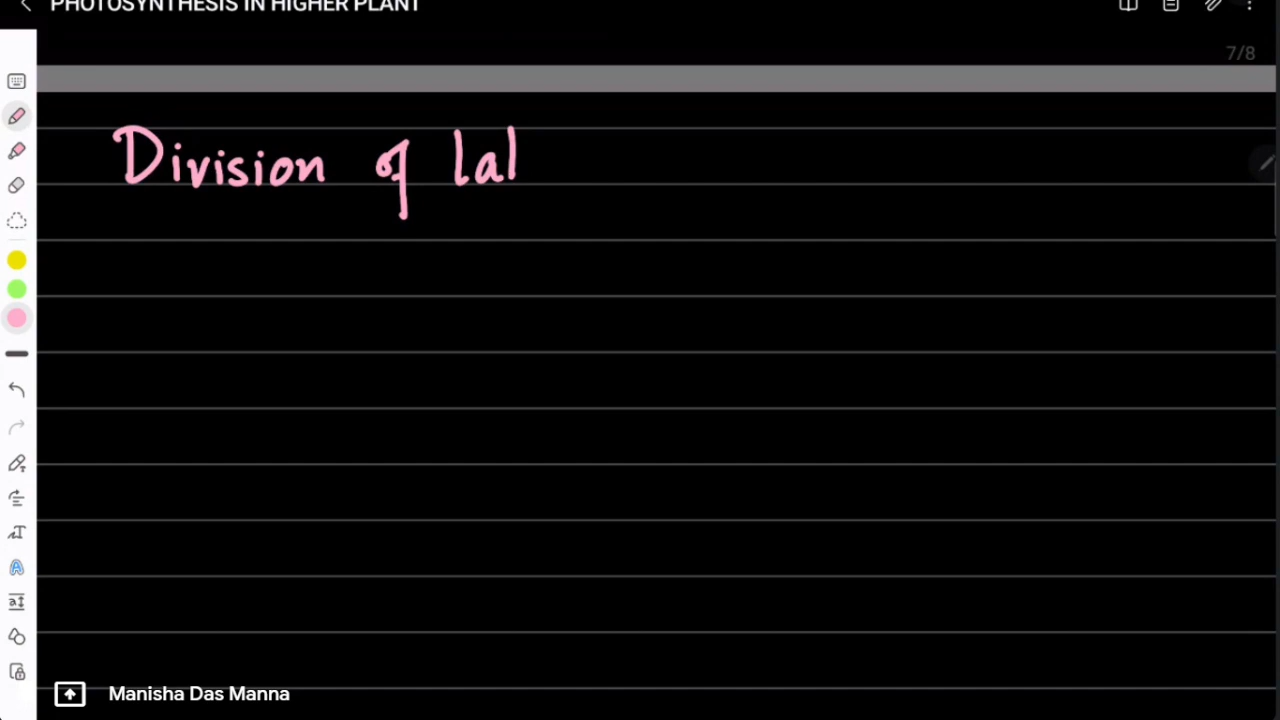 PHOTOSYNTHESIS IN HIGHER PLANT
7/8
Division of lal
Manisha Das Manna